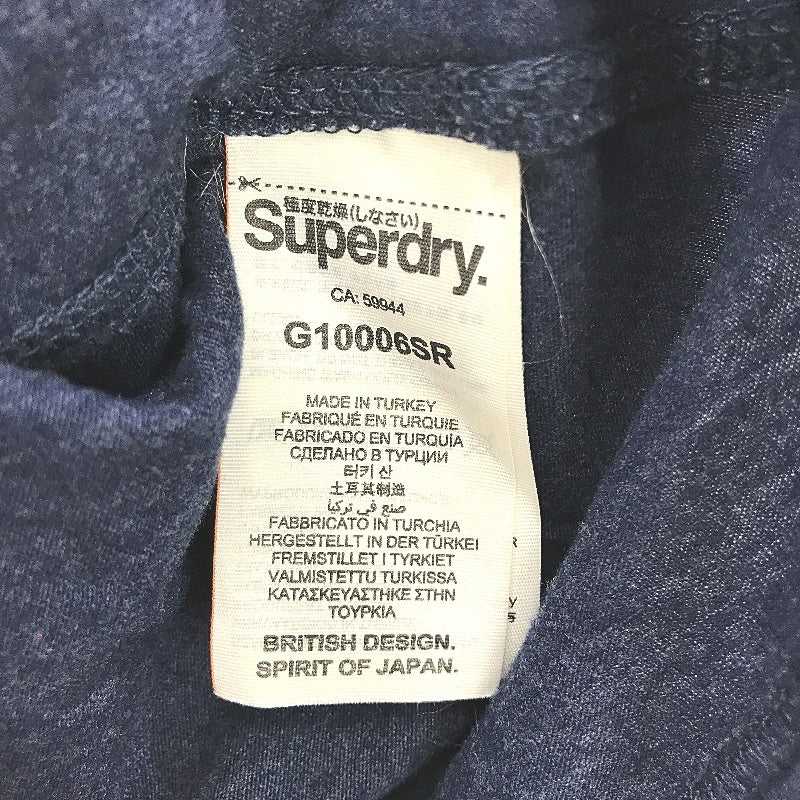 極度乾燥(しなさい)
Superdry.
CA: 59944
G10006SR
MADE IN TURKEY
FABRIQUÉ EN TURQUIE
FABRICADO EN TURQUÍA
СДЕЛАНО В ТУРЦИИ
터키 산
土耳其制造
صنع في تركيا
FABBRICATO IN TURCHIA
HERGESTELLT IN DER TÜRKEI
FREMSTILLET I TYRKIET
VALMISTETTU TURKISSA
ΚΑΤΑΣΚΕΥΑΣΤΗΚΕ ΣΤΗΝ
ΤΟΥΡΚΙΑ
BRITISH DESIGN.
SPIRIT OF JAPAN.